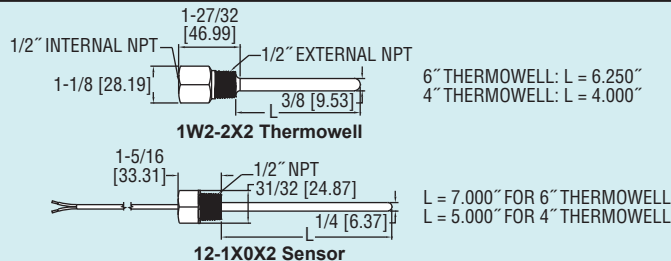 1-27/32
[46.99]
1/2″ INTERNAL NPT
1/2″ EXTERNAL NPT
1-1/8 [28.19]
3/8 [9.53]
L
6″ THERMOWELL: L = 6.250″
4″ THERMOWELL: L = 4.000″
1W2-2X2 Thermowell
1-5/16
[33.31]
1/2″ NPT
31/32 [24.87]
1/4 [6.37]
L
L = 7.000″ FOR 6″ THERMOWELL
L = 5.000″ FOR 4″ THERMOWELL
12-1X0X2 Sensor